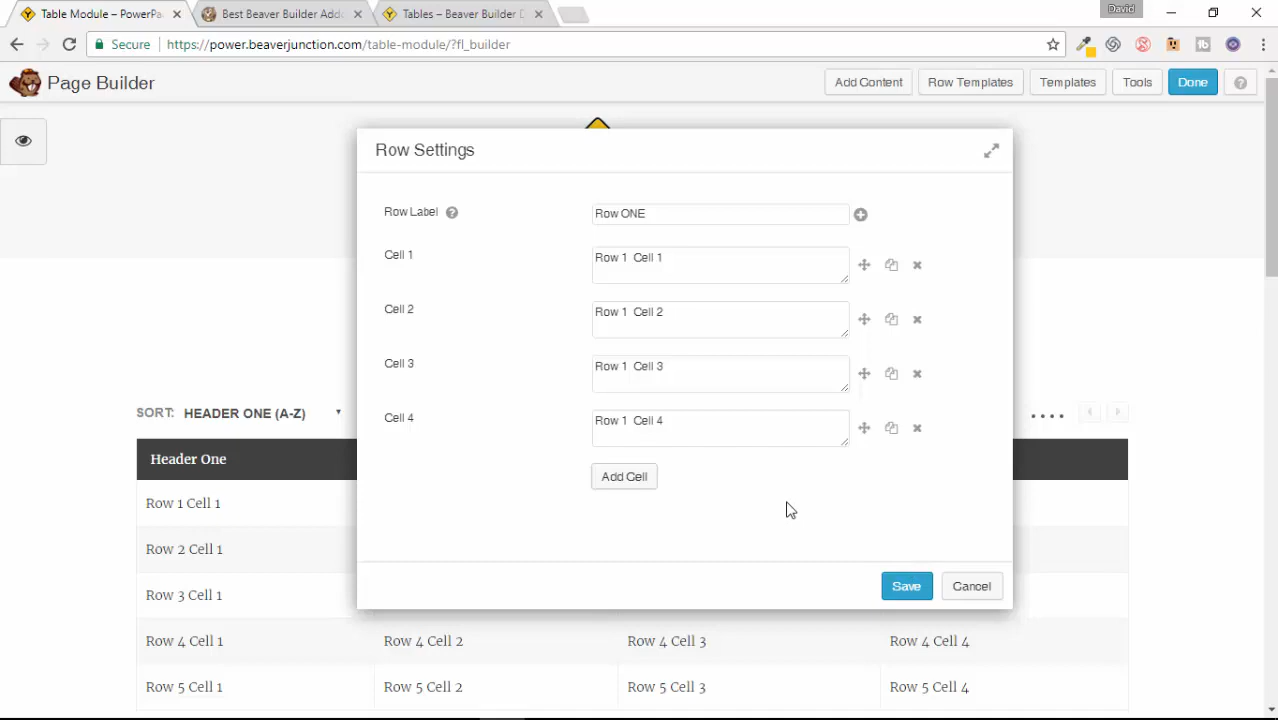 Table Module – PowerPa
Best Beaver Builder Addo
Tables – Beaver Builder D
David
Secure
https://power.beaverjunction.com/table-module/?fl_builder
Page Builder
Add Content
Row Templates
Templates
Tools
Done
?
Row Settings
Row Label ?
Row ONE
Cell 1
Row 1 Cell 1
Cell 2
Row 1 Cell 2
Cell 3
Row 1 Cell 3
Cell 4
Row 1 Cell 4
Add Cell
Save
Cancel
SORT: HEADER ONE (A-Z)
Header One
Row 1 Cell 1
Row 2 Cell 1
Row 3 Cell 1
Row 4 Cell 1 Row 4 Cell 2 Row 4 Cell 3 Row 4 Cell 4
Row 5 Cell 1 Row 5 Cell 2 Row 5 Cell 3 Row 5 Cell 4